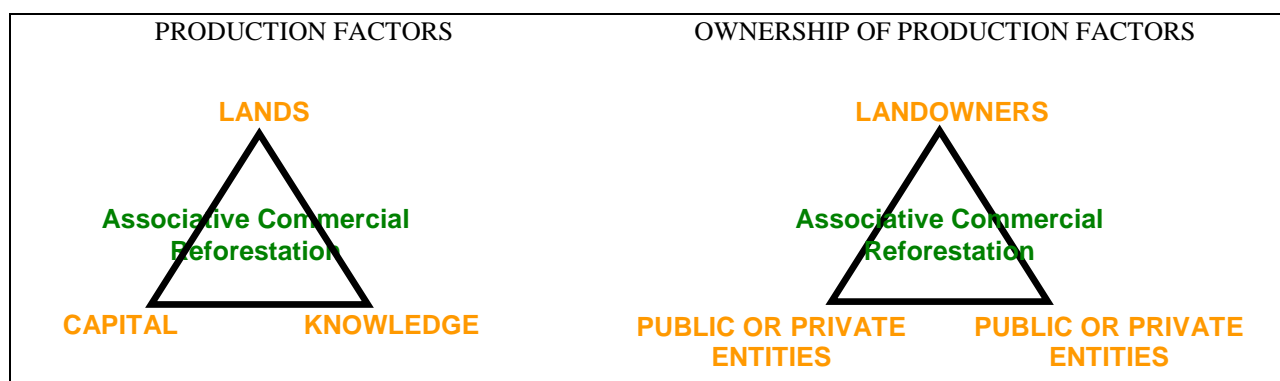 PRODUCTION FACTORS
LANDS
Associative Commercial
Reforestation
CAPITAL
KNOWLEDGE
OWNERSHIP OF PRODUCTION FACTORS
LANDOWNERS
Associative Commercial
Reforestation
PUBLIC OR PRIVATE
ENTITIES
PUBLIC OR PRIVATE
ENTITIES